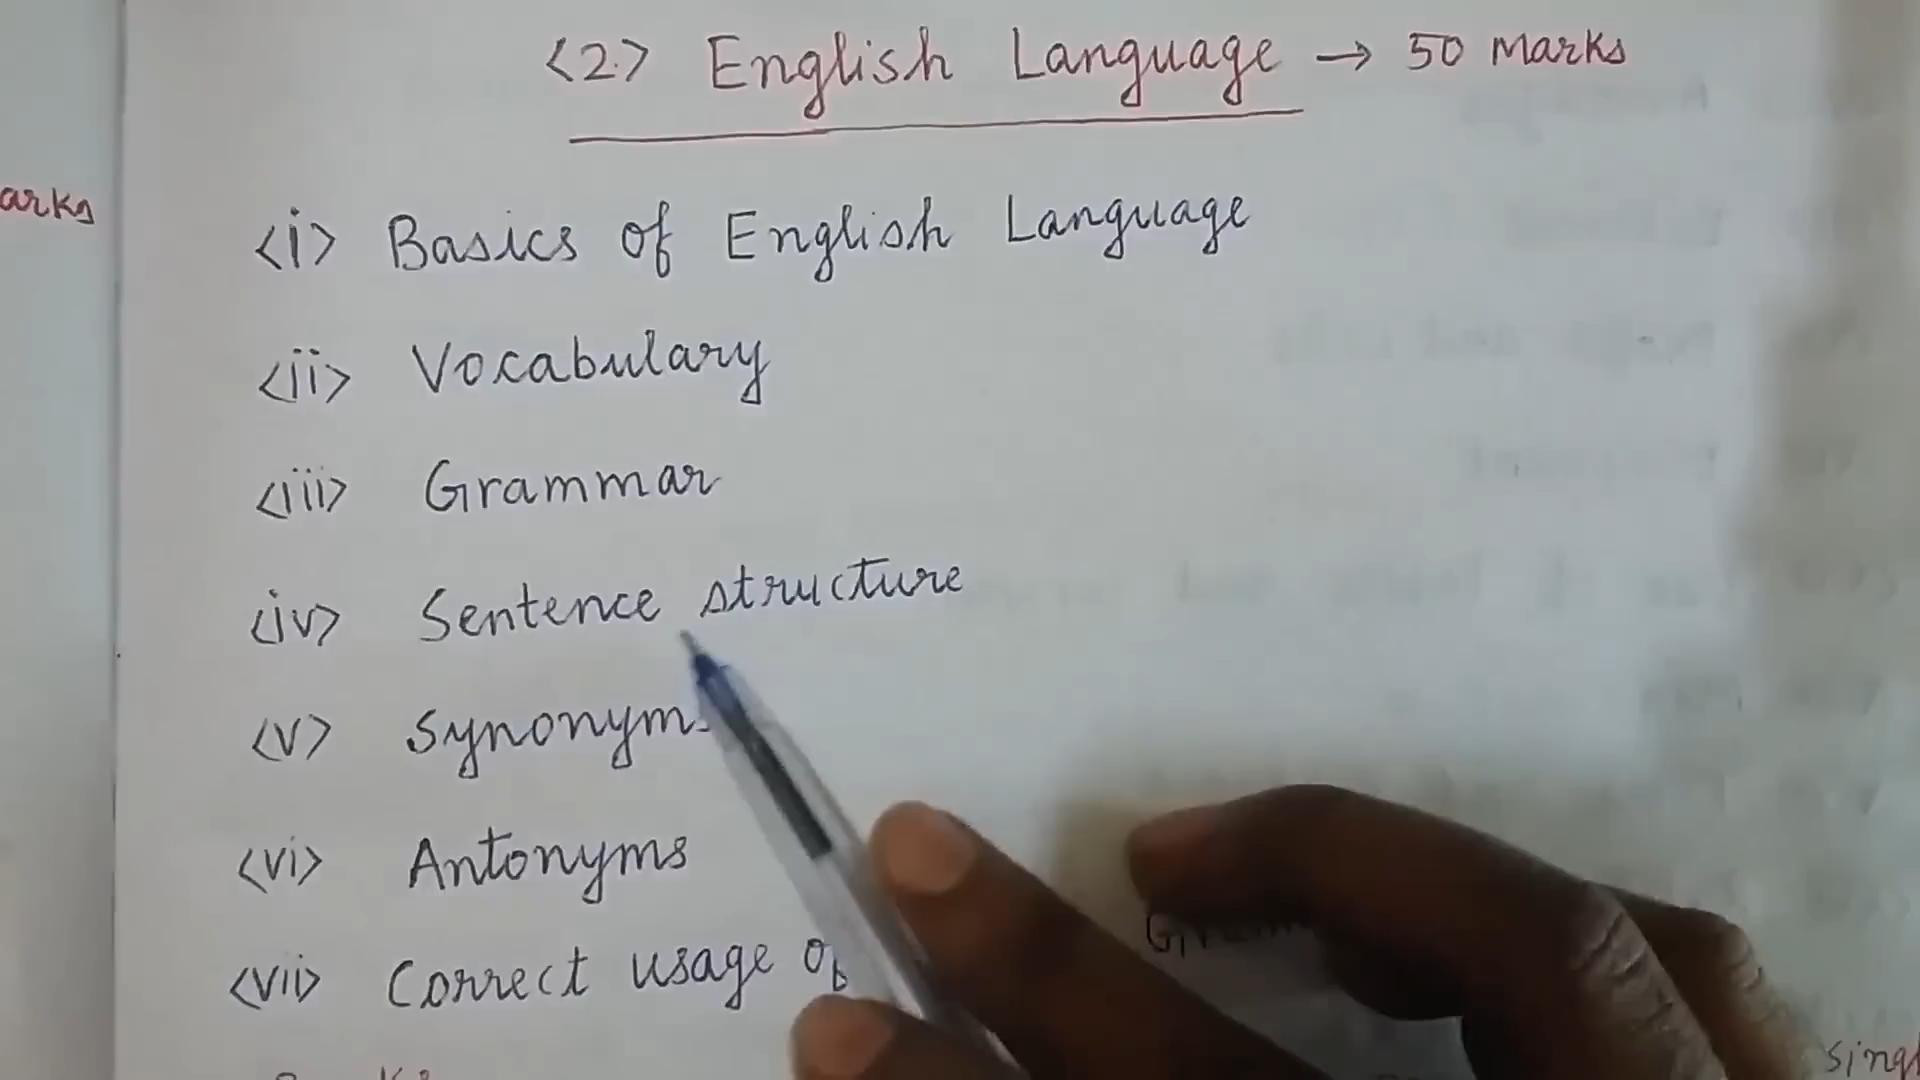 <2.> English Language → 50 Marks
arks
<i> Basics of English Language
<ii> Vocabulary
<iii> Grammar
<iv> Sentence structure
<v> Synonyms
<vi> Antonyms
<vii> Correct usage of